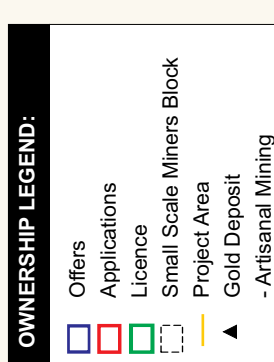 OWNERSHIP LEGEND:
Offers
Applications
Licence
Small Scale Miners Block
Project Area
Gold Deposit
- Artisanal Mining